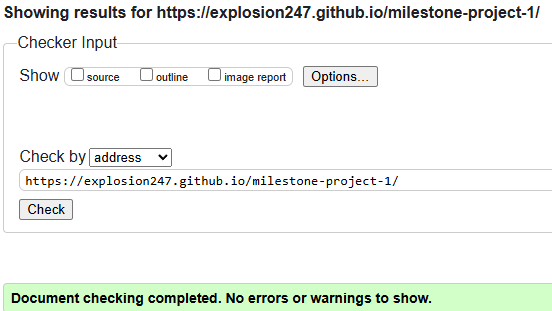 Showing results for https://explosion247.github.io/milestone-project-1/
Checker Input
Show source outline image report Options...
Check by address
https://explosion247.github.io/milestone-project-1/
Check
Document checking completed. No errors or warnings to show.